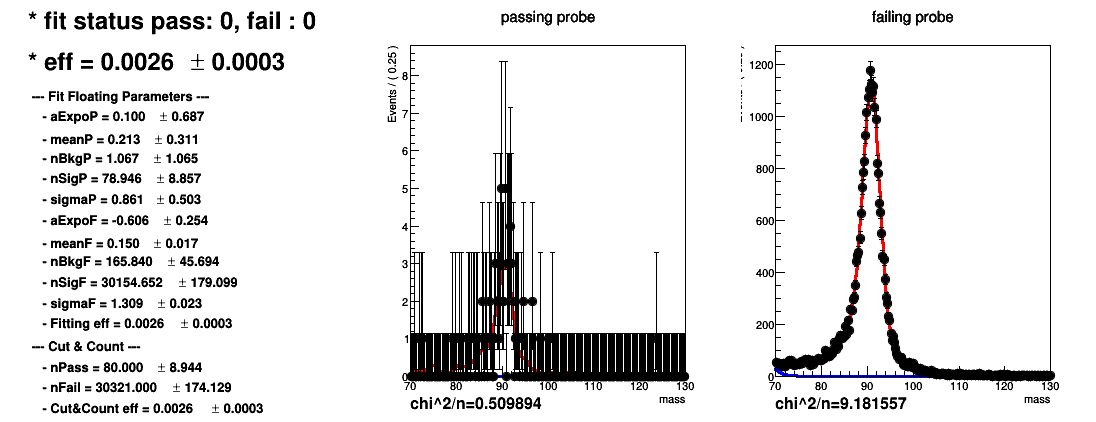 * fit status pass: 0, fail : 0
* eff = 0.0026 ± 0.0003
--- Fit Floating Parameters ---
- aExpoP = 0.100 ± 0.687
- meanP = 0.213 ± 0.311
- nBkgP = 1.067 ± 1.065
- nSigP = 78.946 ± 8.857
- sigmaP = 0.861 ± 0.503
- aExpoF = -0.606 ± 0.254
- meanF = 0.150 ± 0.017
- nBkgF = 165.840 ± 45.694
- nSigF = 30154.652 ± 179.099
- sigmaF = 1.309 ± 0.023
- Fitting eff = 0.0026 ± 0.0003
--- Cut & Count ---
- nPass = 80.000 ± 8.944
- nFail = 30321.000 ± 174.129
- Cut&Count eff = 0.0026 ± 0.0003
passing probe
Events / ( 0.25 )
8
7
6
5
4
3
2
1
0
70 80 90 100 110 120 130
mass
chi^2/n=0.509894
failing probe
1200
1000
800
600
400
200
0
70 80 90 100 110 120 130
mass
chi^2/n=9.181557